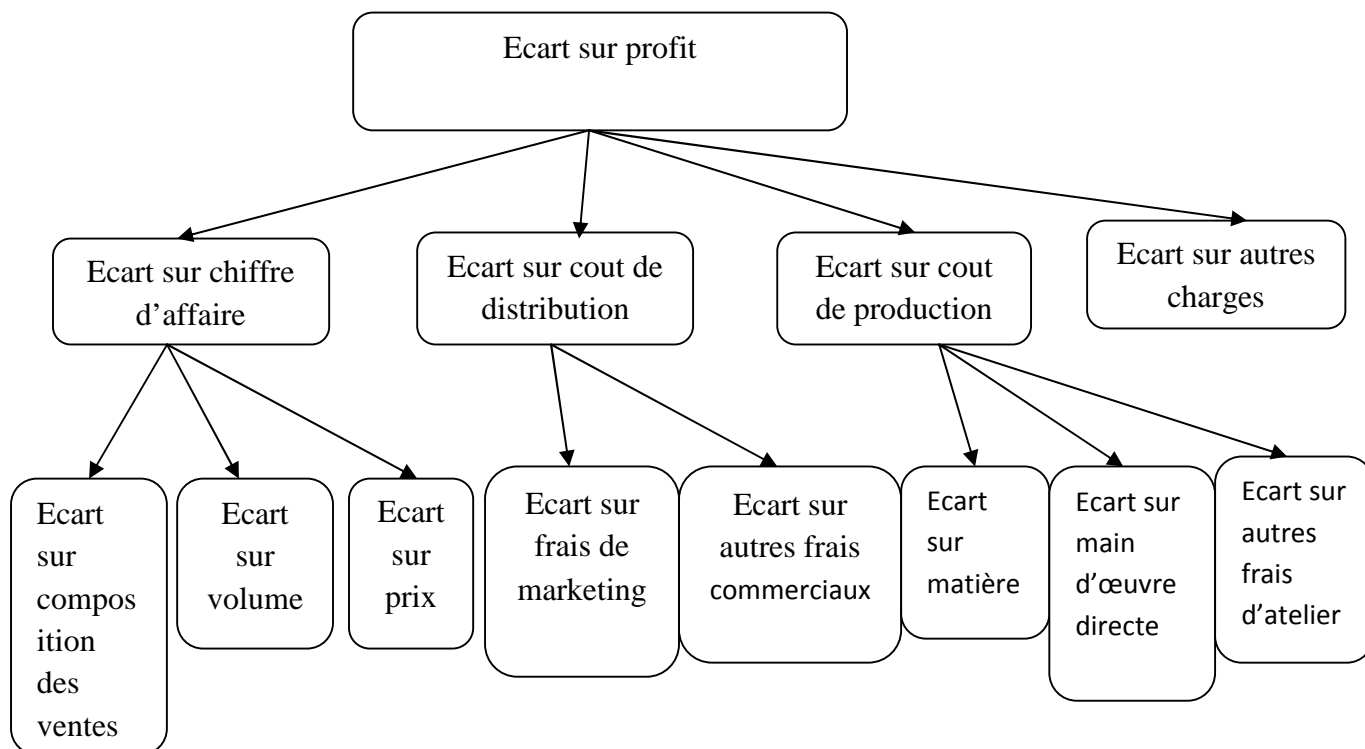 Ecart sur profit
Ecart sur chiffre
d’affaire
Ecart sur cout de
distribution
Ecart sur cout
de production
Ecart sur autres
charges
Ecart
sur
compos
ition
des
ventes
Ecart
sur
volume
Ecart
sur
prix
Ecart sur
frais de
marketing
Ecart sur
autres frais
commerciaux
Ecart
sur
matière
Ecart sur
main
d’œuvre
directe
Ecart sur
autres
frais
d’atelier